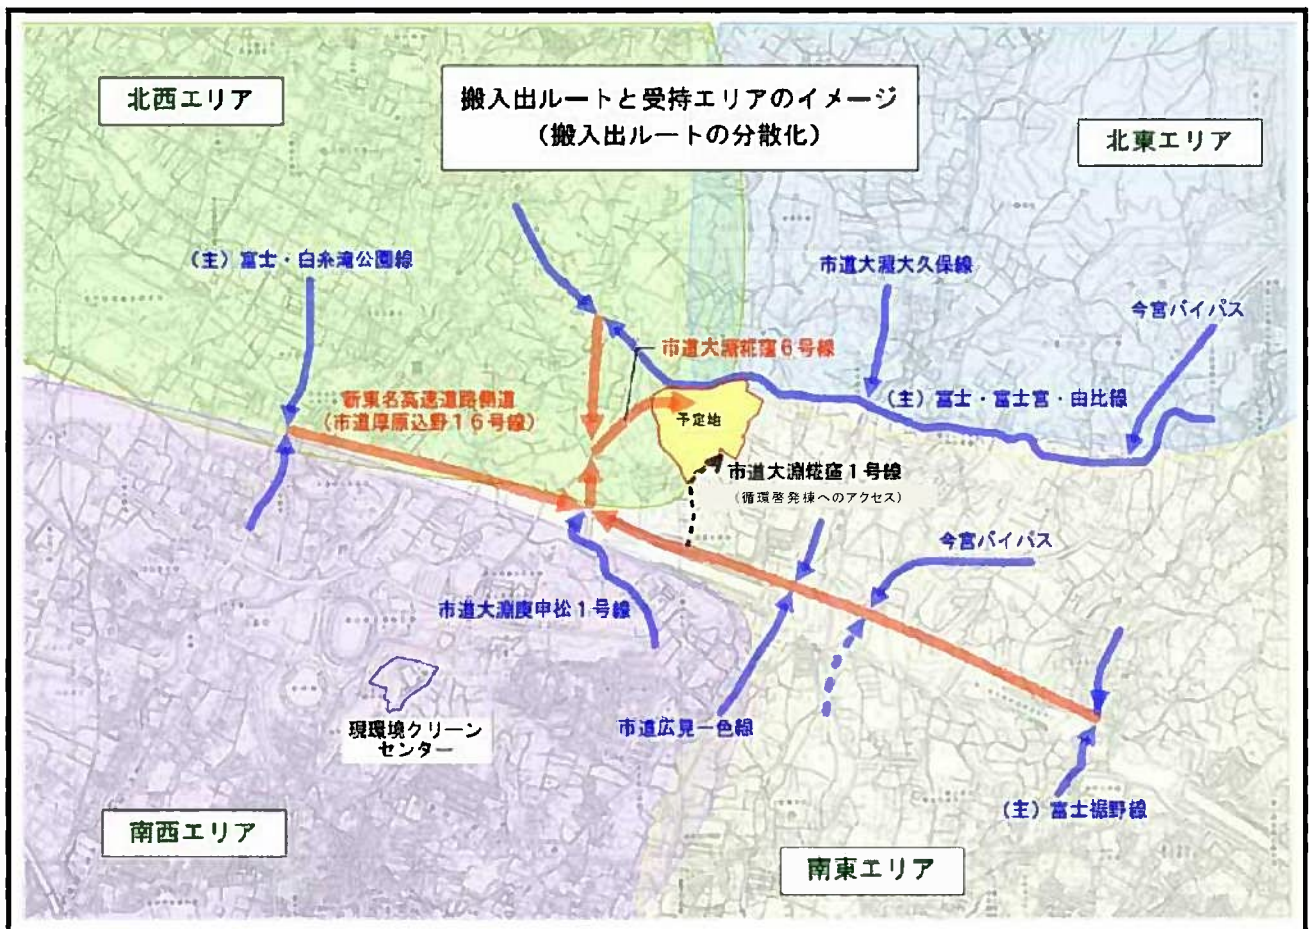 搬入出ルートと受持エリアのイメージ
（搬入出ルートの分散化）
北西エリア
北東エリア
（主）富士・白糸滝公園線
市道大淵大久保線
今宮バイパス
市道大淵糀窪６号線
新東名高速道路側道
（市道厚原込野１６号線）
（主）富士・富士宮・由比線
予定地
市道大淵糀窪１号線
（循環啓発棟へのアクセス）
今宮バイパス
市道大淵庚申松１号線
現環境クリーン
センター
市道広見一色線
（主）富士裾野線
南西エリア
南東エリア